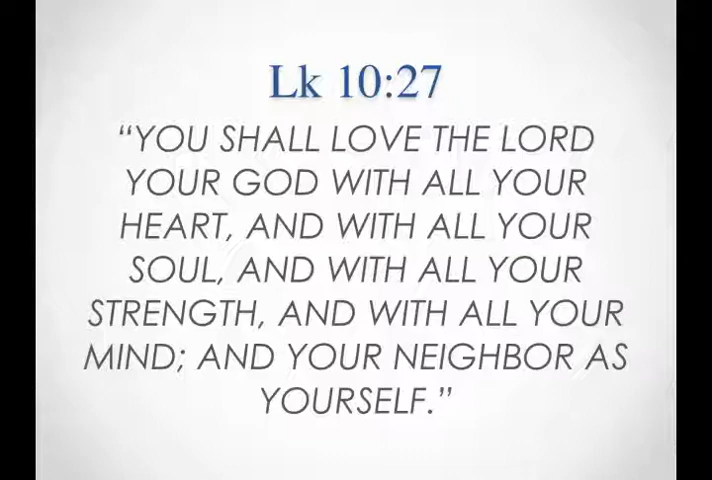 Lk 10:27
“YOU SHALL LOVE THE LORD
YOUR GOD WITH ALL YOUR
HEART, AND WITH ALL YOUR
SOUL, AND WITH ALL YOUR
STRENGTH, AND WITH ALL YOUR
MIND; AND YOUR NEIGHBOR AS
YOURSELF.”